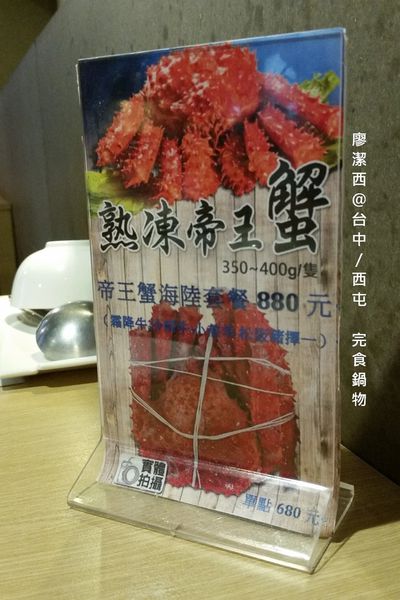 熟凍帝王蟹
350~400g/隻
帝王蟹海陸套餐 880 元
實體
拍攝
單點 680 元
廖潔西@台中/西屯 完食鍋物